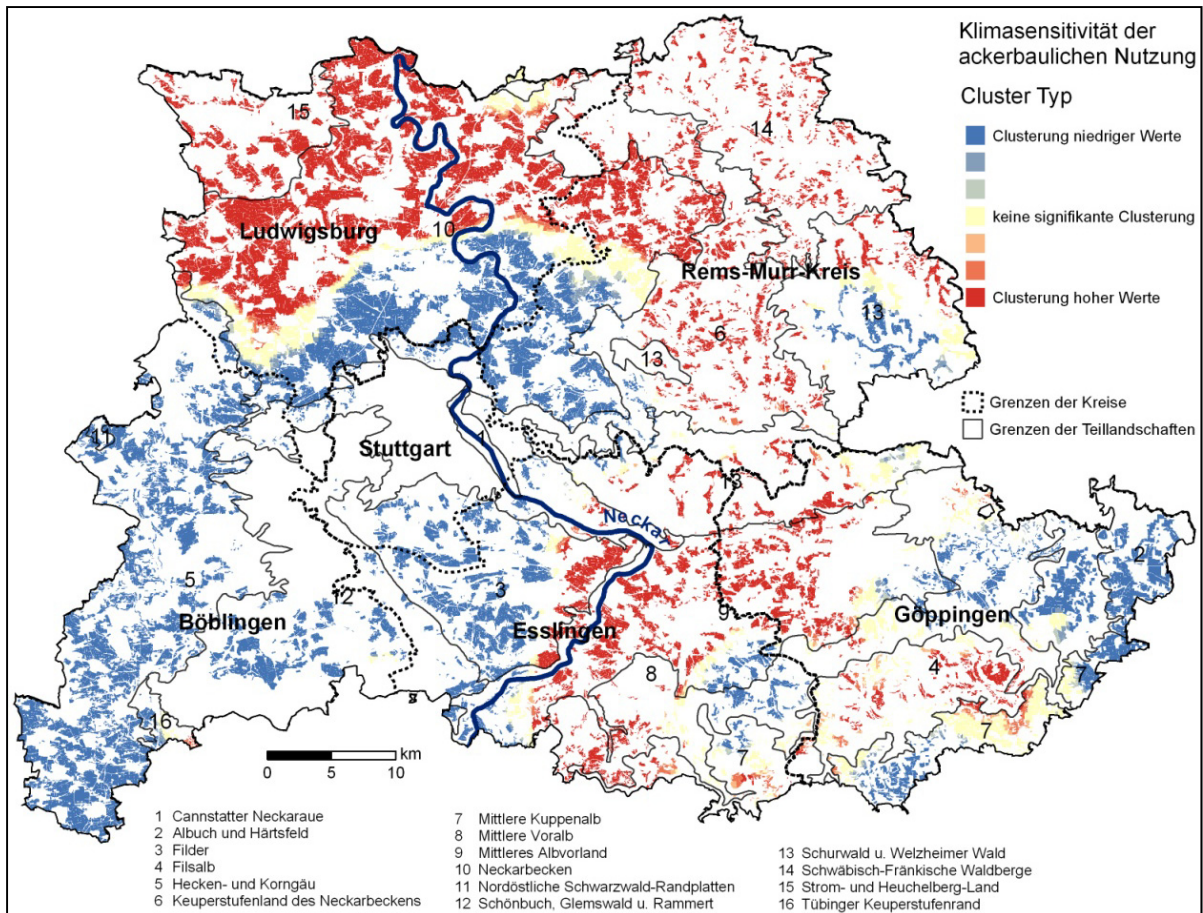 Klimasensitivität der
ackerbaulichen Nutzung
Cluster Typ
Clusterung niedriger Werte
keine signifikante Clusterung
Clusterung hoher Werte
Grenzen der Kreise
Grenzen der Teillandschaften
15
14
Ludwigsburg
10
Rems-Murr-Kreis
13
6
13
11
Stuttgart
1
13
Neckar
2
5
12
3
Böblingen
Esslingen
9
Göppingen
8
4
7
16
8
7
7
km
0 5 10
1 Cannstatter Neckaraue
2 Albuch und Härtsfeld
3 Filder
4 Filsalb
5 Hecken- und Korngäu
6 Keuperstufenland des Neckarbeckens
7 Mittlere Kuppenalb
8 Mittlere Voralb
9 Mittleres Albvorland
10 Neckarbecken
11 Nordöstliche Schwarzwald-Randplatten
12 Schönbuch, Glemswald u. Rammert
13 Schurwald u. Welzheimer Wald
14 Schwäbisch-Fränkische Waldberge
15 Strom- und Heuchelberg-Land
16 Tübinger Keuperstufenrand